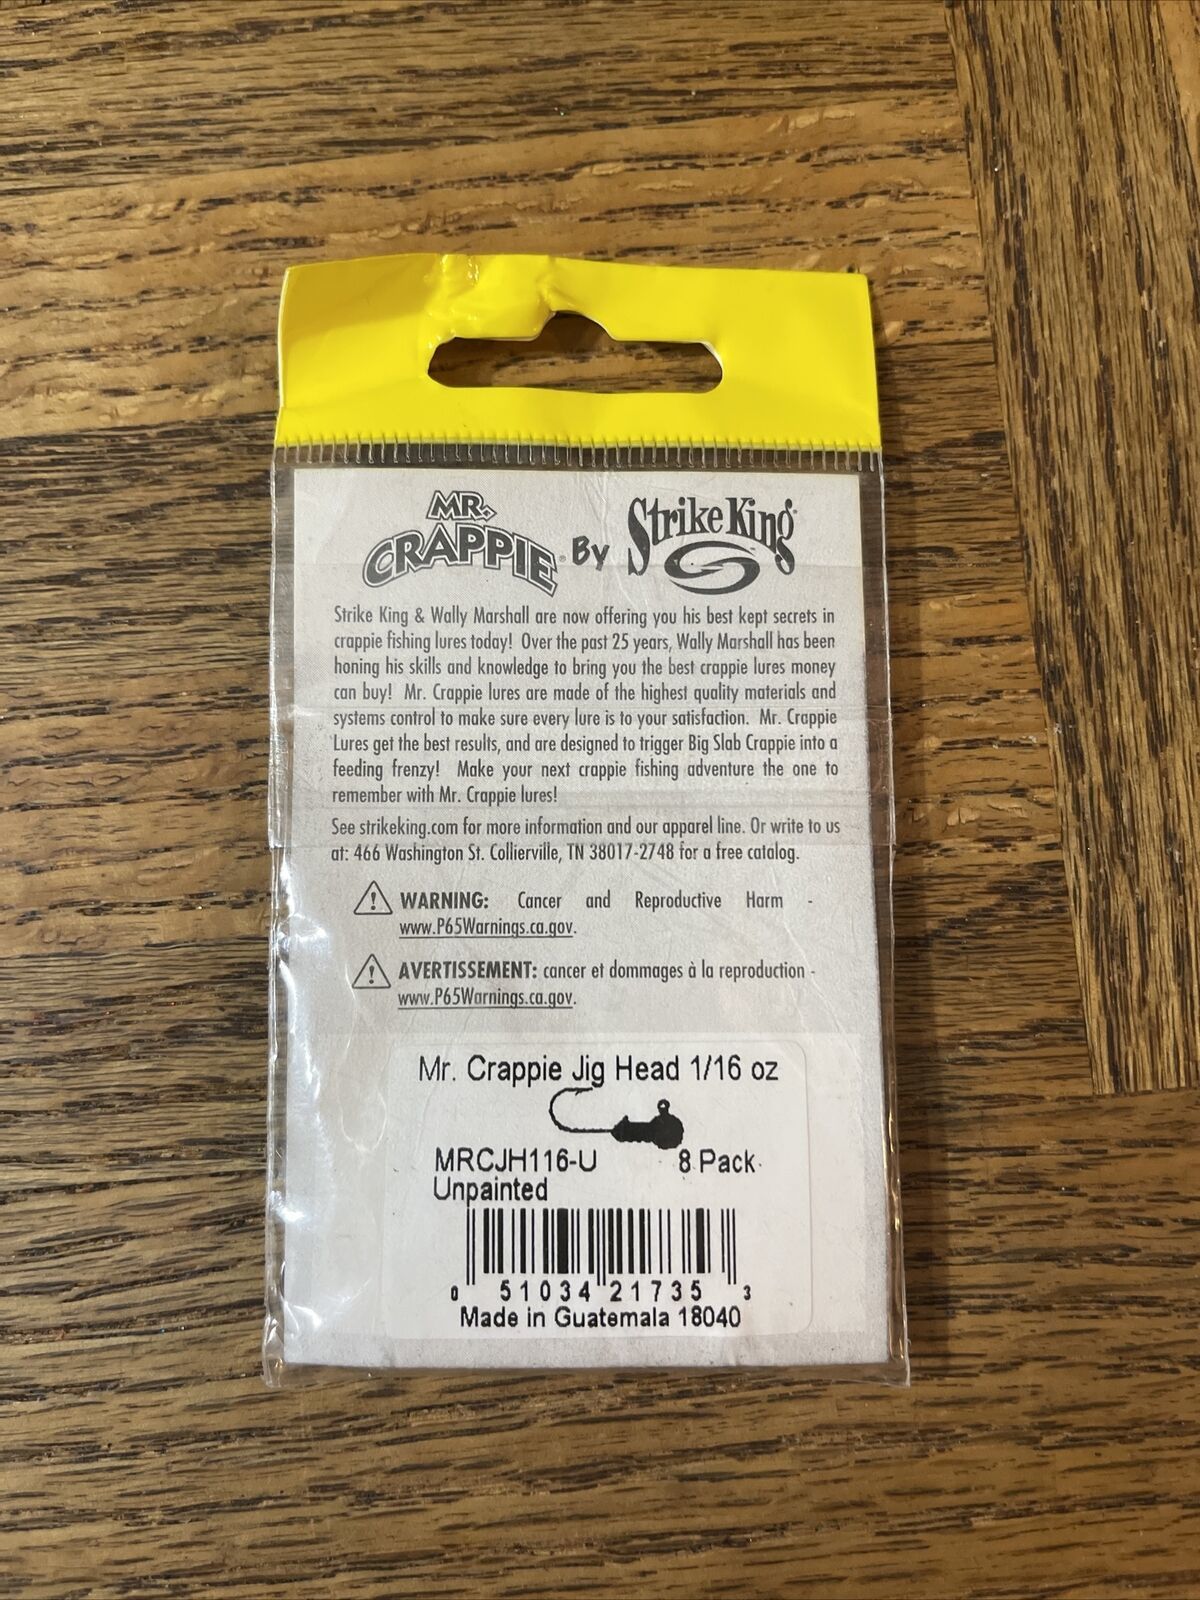 MR. CRAPPIE® By Strike King
Strike King & Wally Marshall are now offering you his best kept secrets in
crappie fishing lures today! Over the past 25 years, Wally Marshall has been
honing his skills and knowledge to bring you the best crappie lures money
can buy! Mr. Crappie lures are made of the highest quality materials and
systems control to make sure every lure is to your satisfaction. Mr. Crappie
Lures get the best results, and are designed to trigger Big Slab Crappie into a
feeding frenzy! Make your next crappie fishing adventure the one to
remember with Mr. Crappie lures!
See strikeking.com for more information and our apparel line. Or write to us
at: 466 Washington St. Collierville, TN 38017-2748 for a free catalog.
WARNING: Cancer and Reproductive Harm -
www.P65Warnings.ca.gov.
AVERTISSEMENT: cancer et dommages à la reproduction -
www.P65Warnings.ca.gov.
Mr. Crappie Jig Head 1/16 oz
MRCJH116-U 8 Pack
Unpainted
0 51034 21735 3
Made in Guatemala 18040